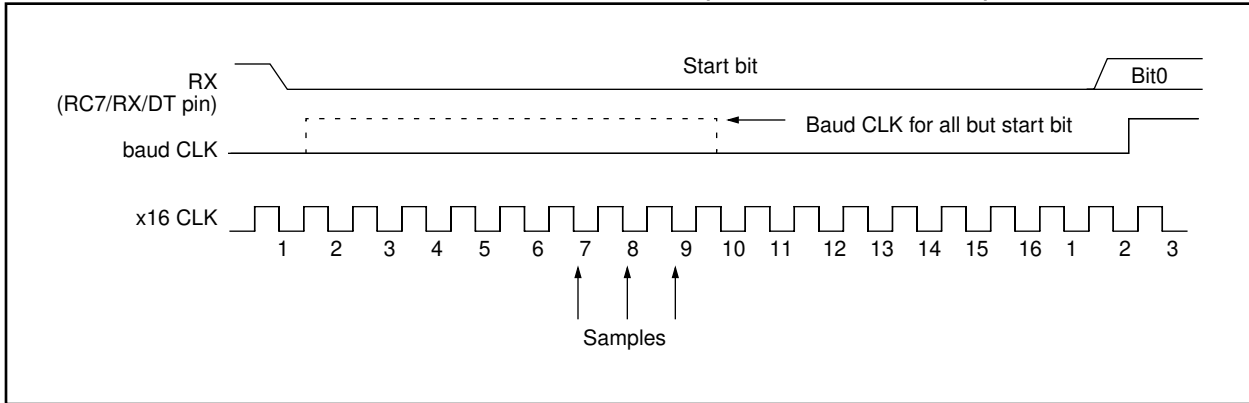 Start bit
RX
(RC7/RX/DT pin)
Bit0
Baud CLK for all but start bit
baud CLK
x16 CLK
1 2 3 4 5 6 7 8 9 10 11 12 13 14 15 16 1 2 3
Samples